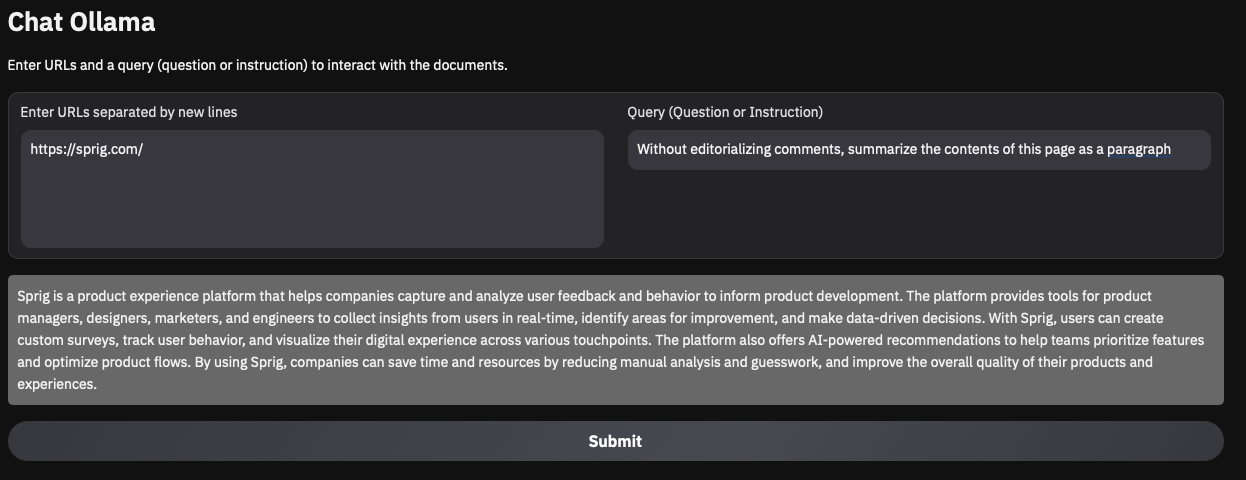 Chat Ollama
Enter URLs and a query (question or instruction) to interact with the documents.
Enter URLs separated by new lines
https://sprig.com/
Query (Question or Instruction)
Without editorializing comments, summarize the contents of this page as a paragraph
Sprig is a product experience platform that helps companies capture and analyze user feedback and behavior to inform product development. The platform provides tools for product
managers, designers, marketers, and engineers to collect insights from users in real-time, identify areas for improvement, and make data-driven decisions. With Sprig, users can create
custom surveys, track user behavior, and visualize their digital experience across various touchpoints. The platform also offers AI-powered recommendations to help teams prioritize features
and optimize product flows. By using Sprig, companies can save time and resources by reducing manual analysis and guesswork, and improve the overall quality of their products and
experiences.
Submit